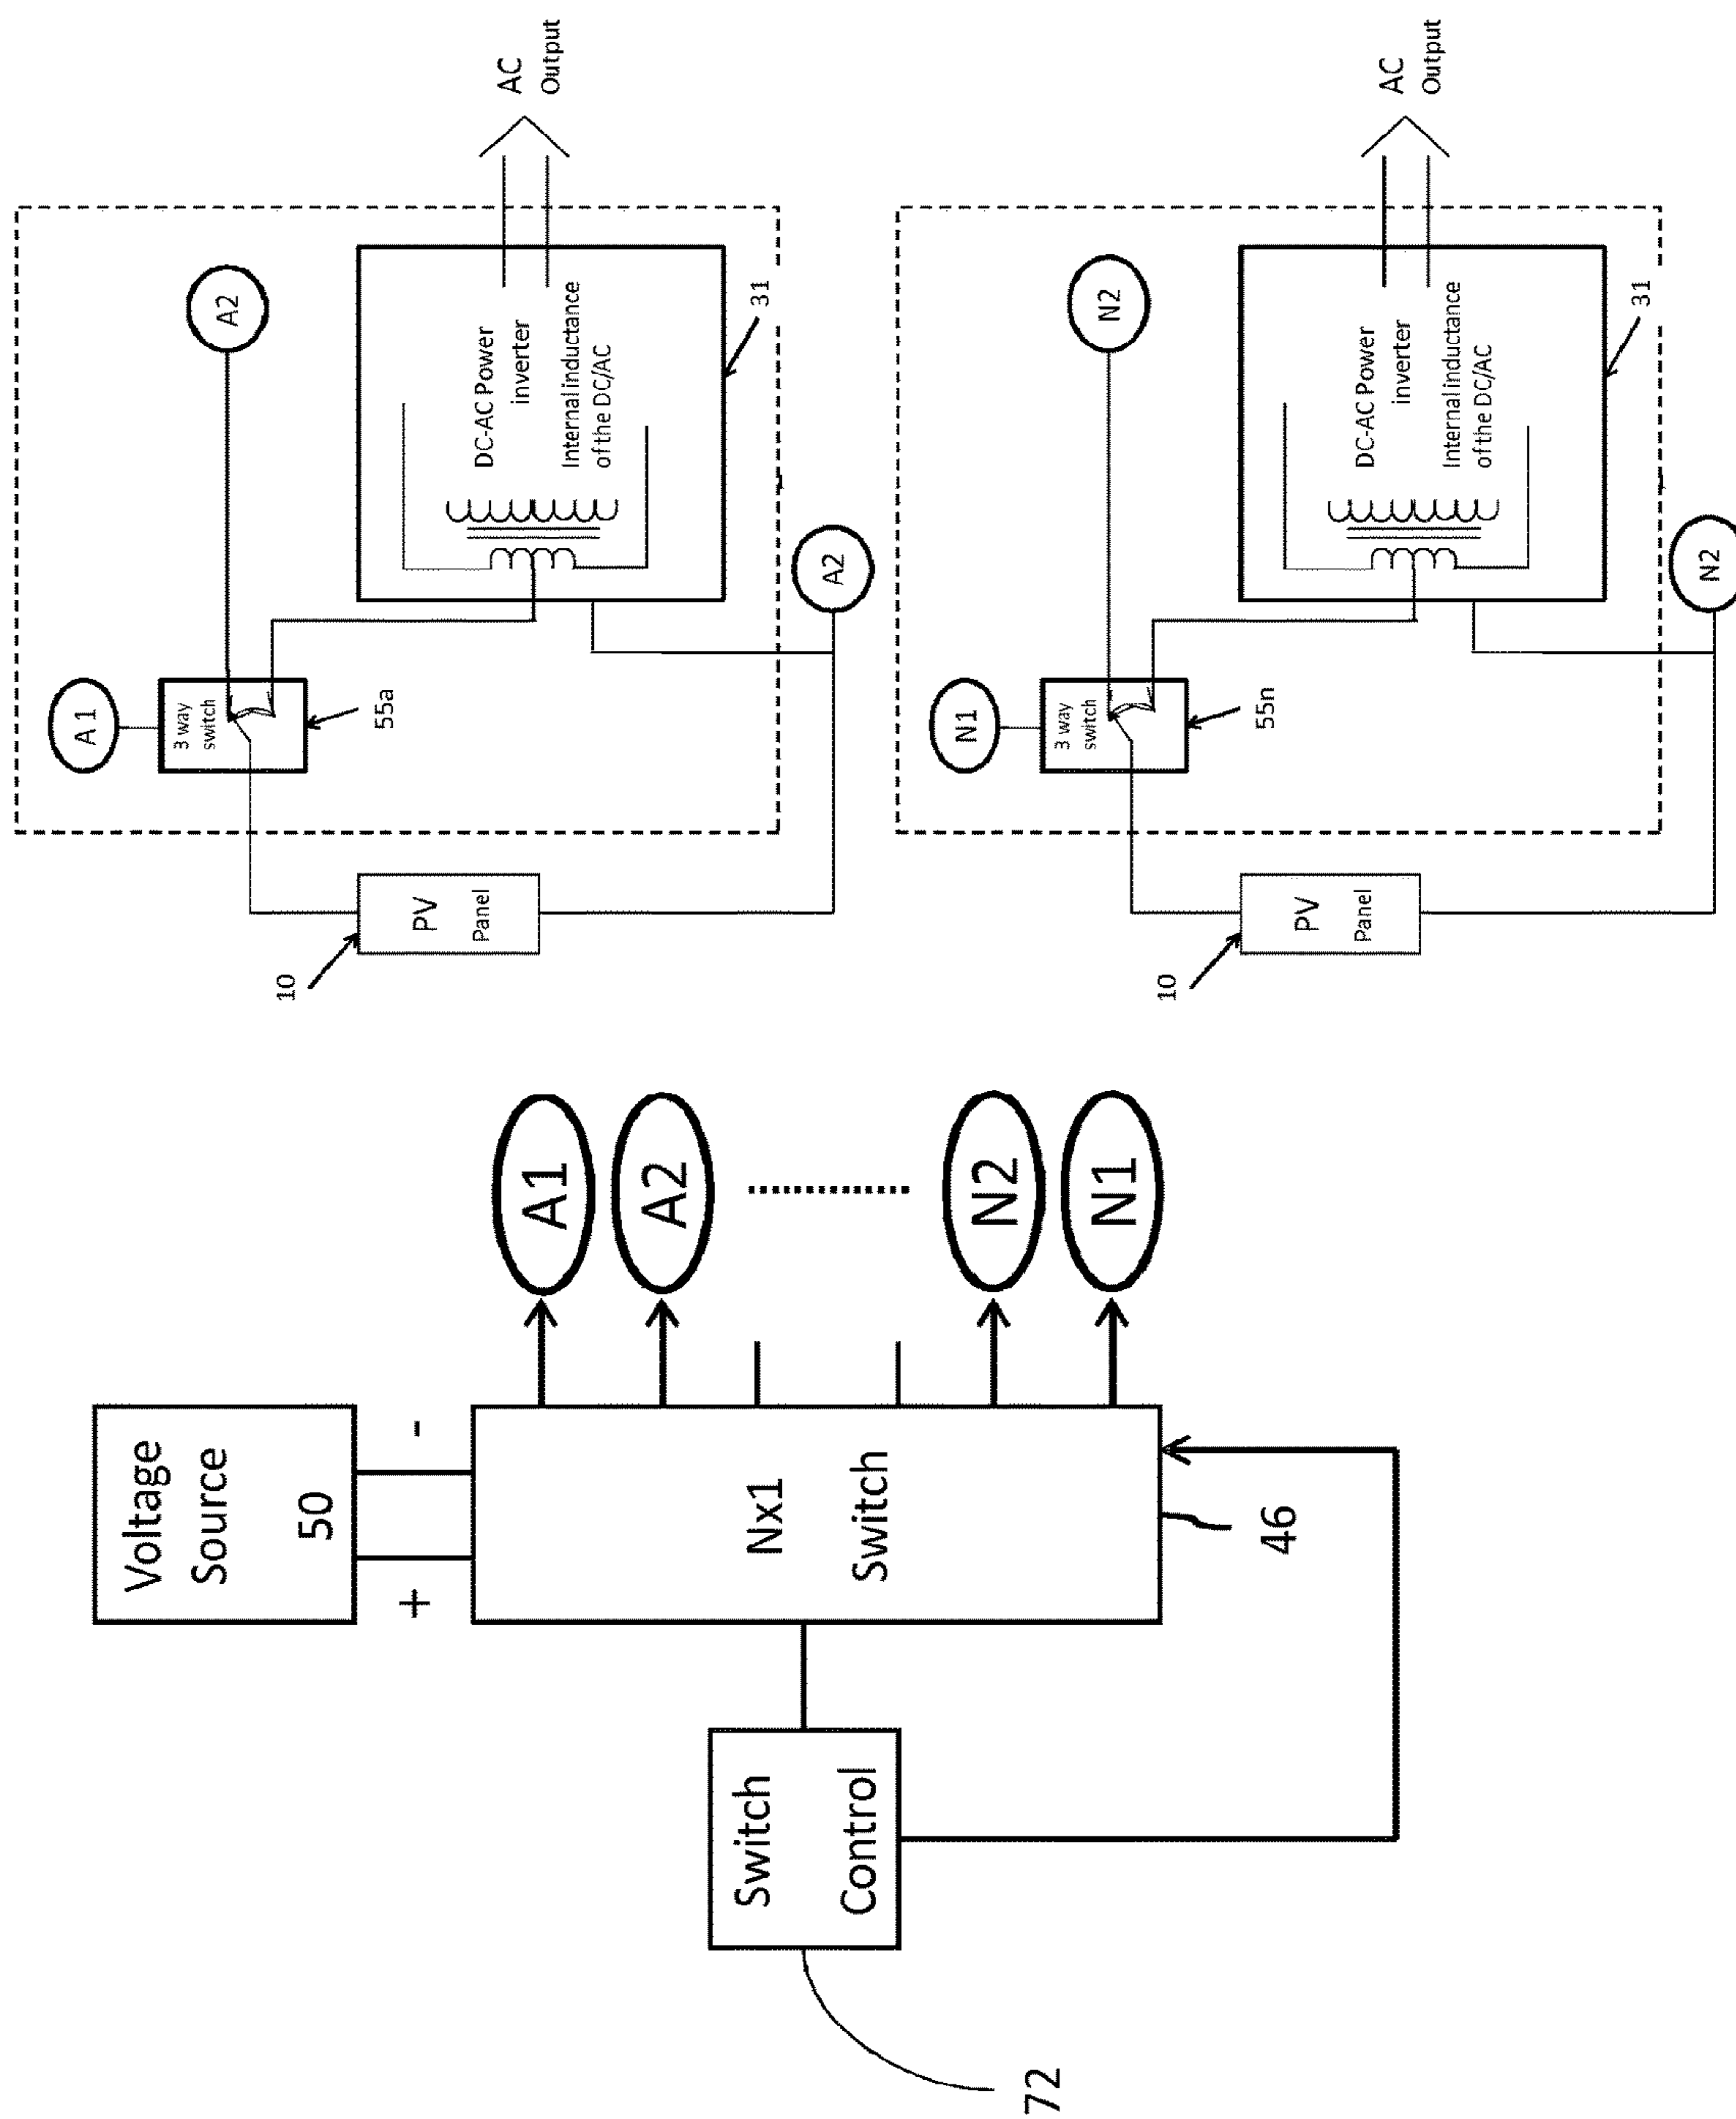 Voltage
Source
50
+
-
Nx1
Switch
46
Switch
Control
72
A1
A2
N2
N1
10
PV
Panel
A1
3 way
switch
55a
A2
DC-AC Power
inverter
Internal inductance
of the DC/AC
31
A2
AC
Output
10
PV
Panel
N1
3 way
switch
55n
N2
DC-AC Power
inverter
Internal inductance
of the DC/AC
31
N2
AC
Output